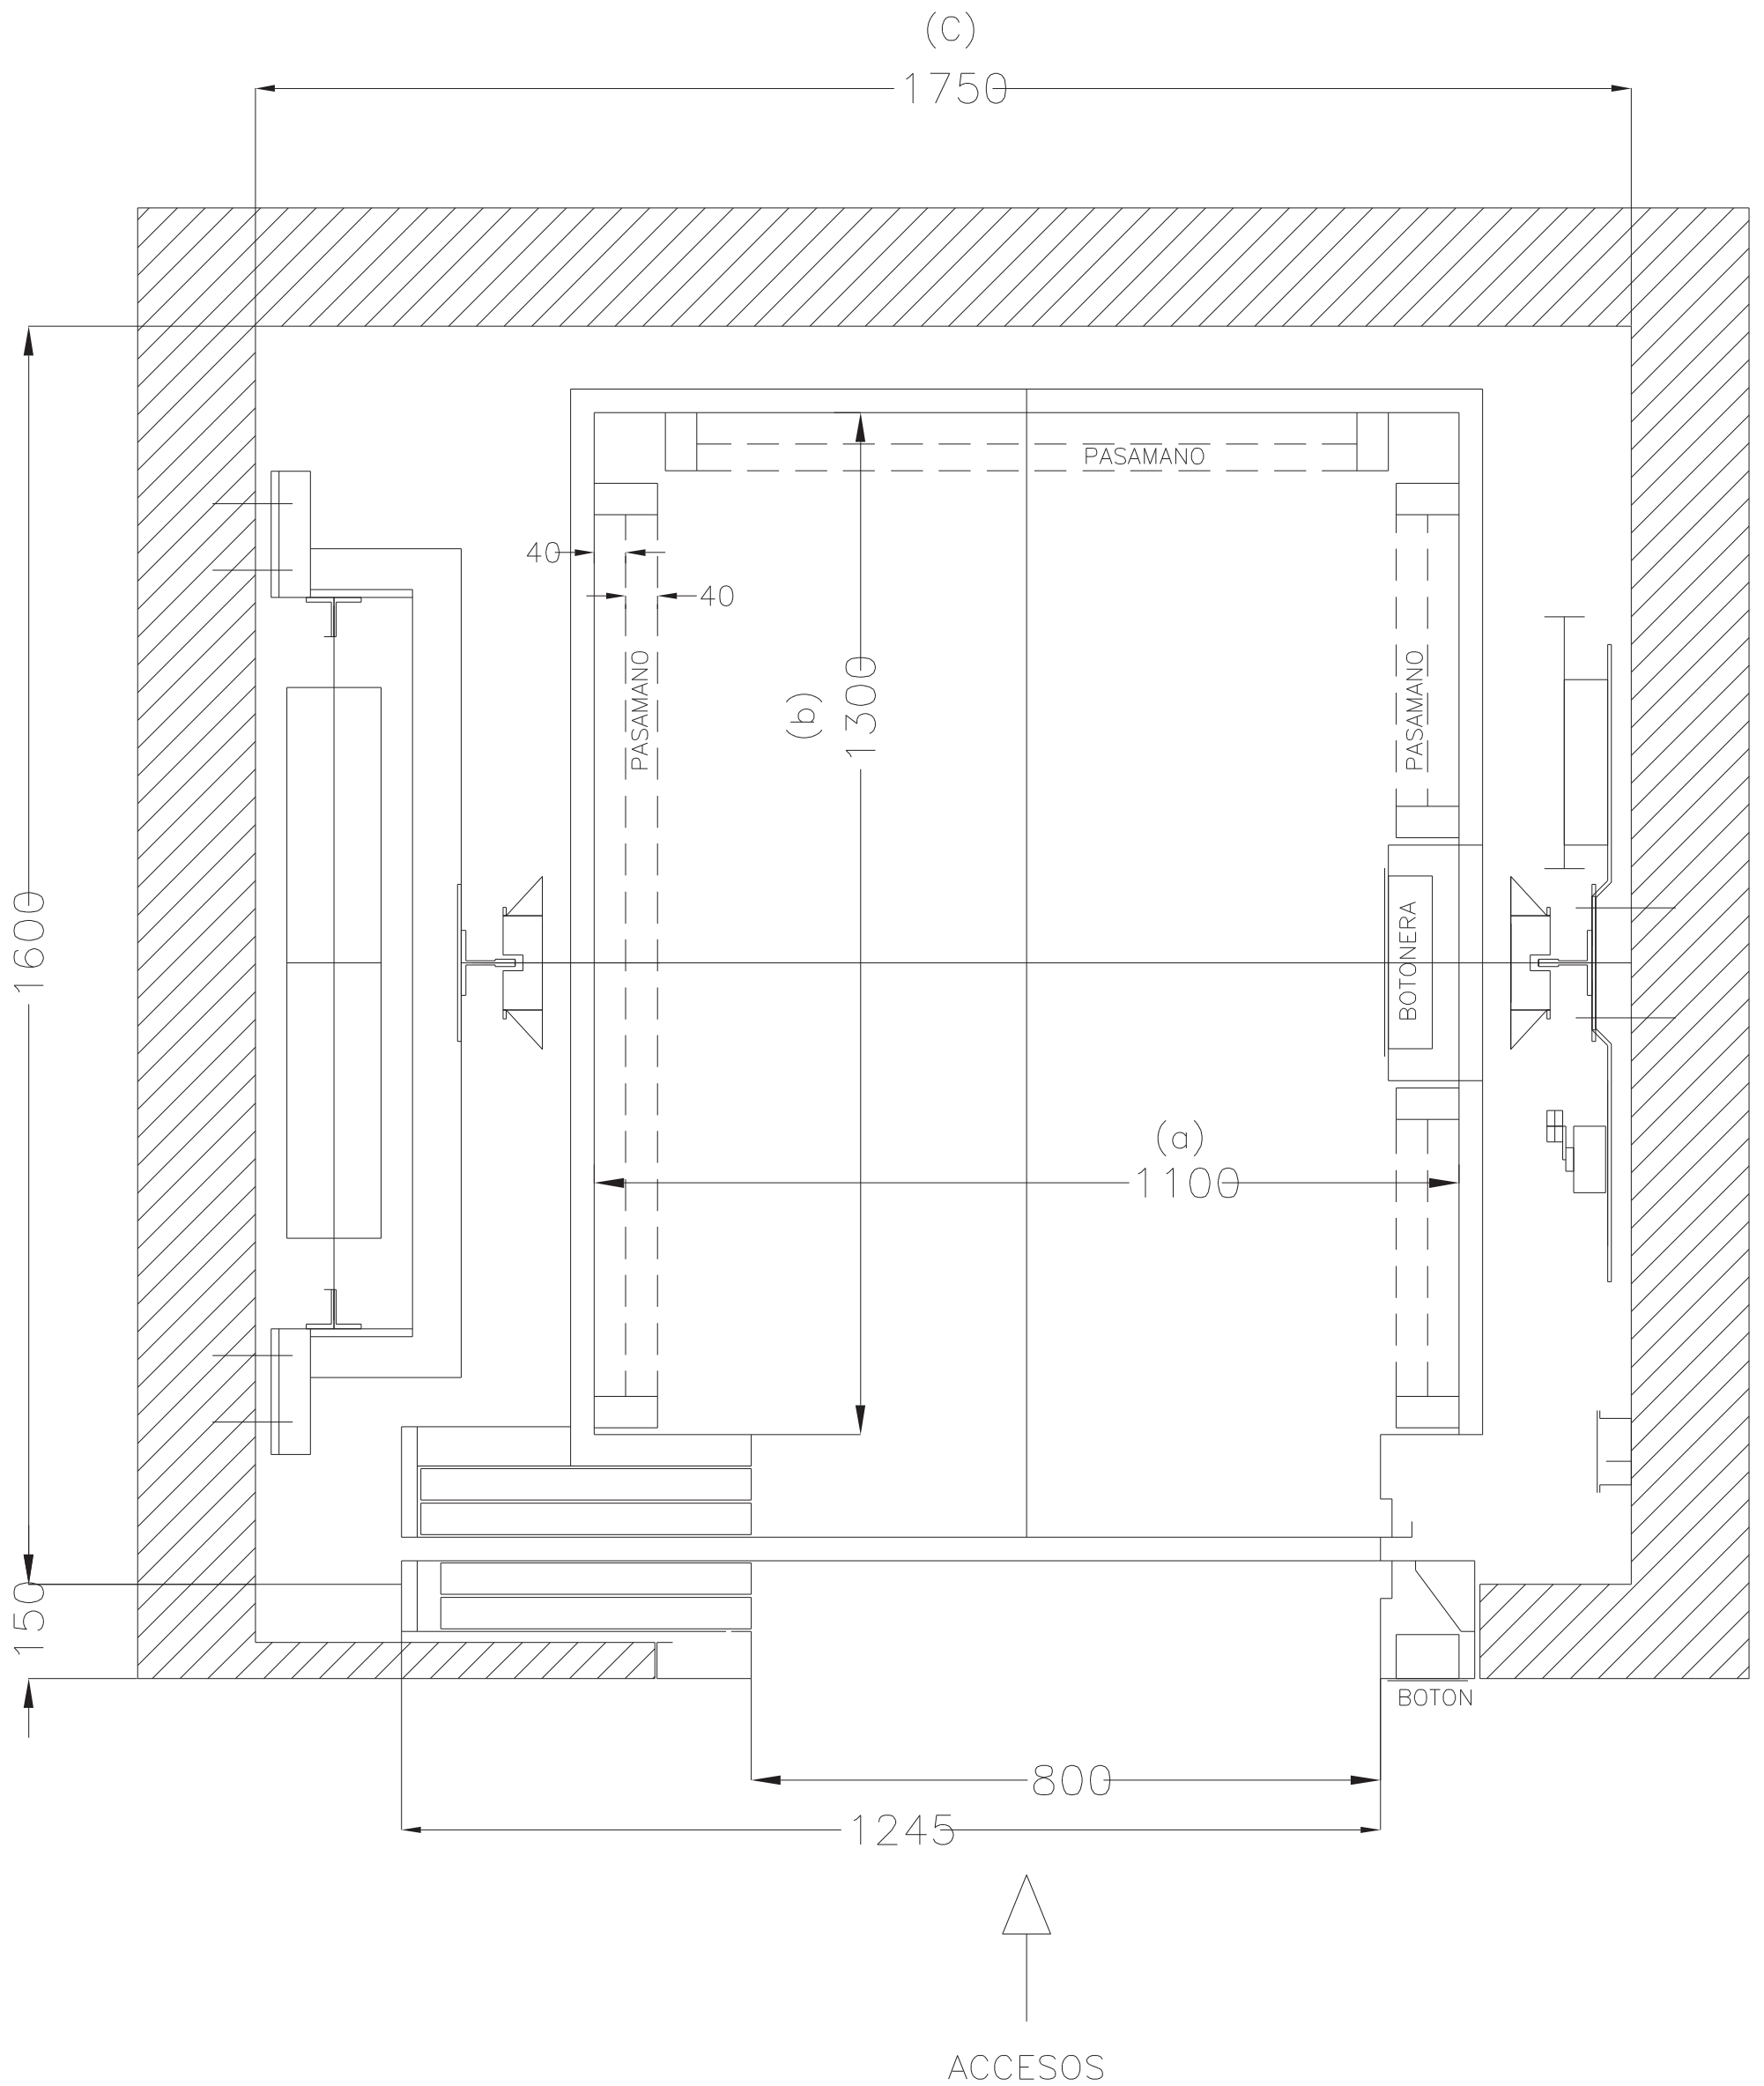 (C)
1750
PASAMANO
40
40
PASAMANO
PASAMANO
(b)
1300
1600
BOTONERA
(a)
1100
150
BOTON
800
1245
ACCESOS